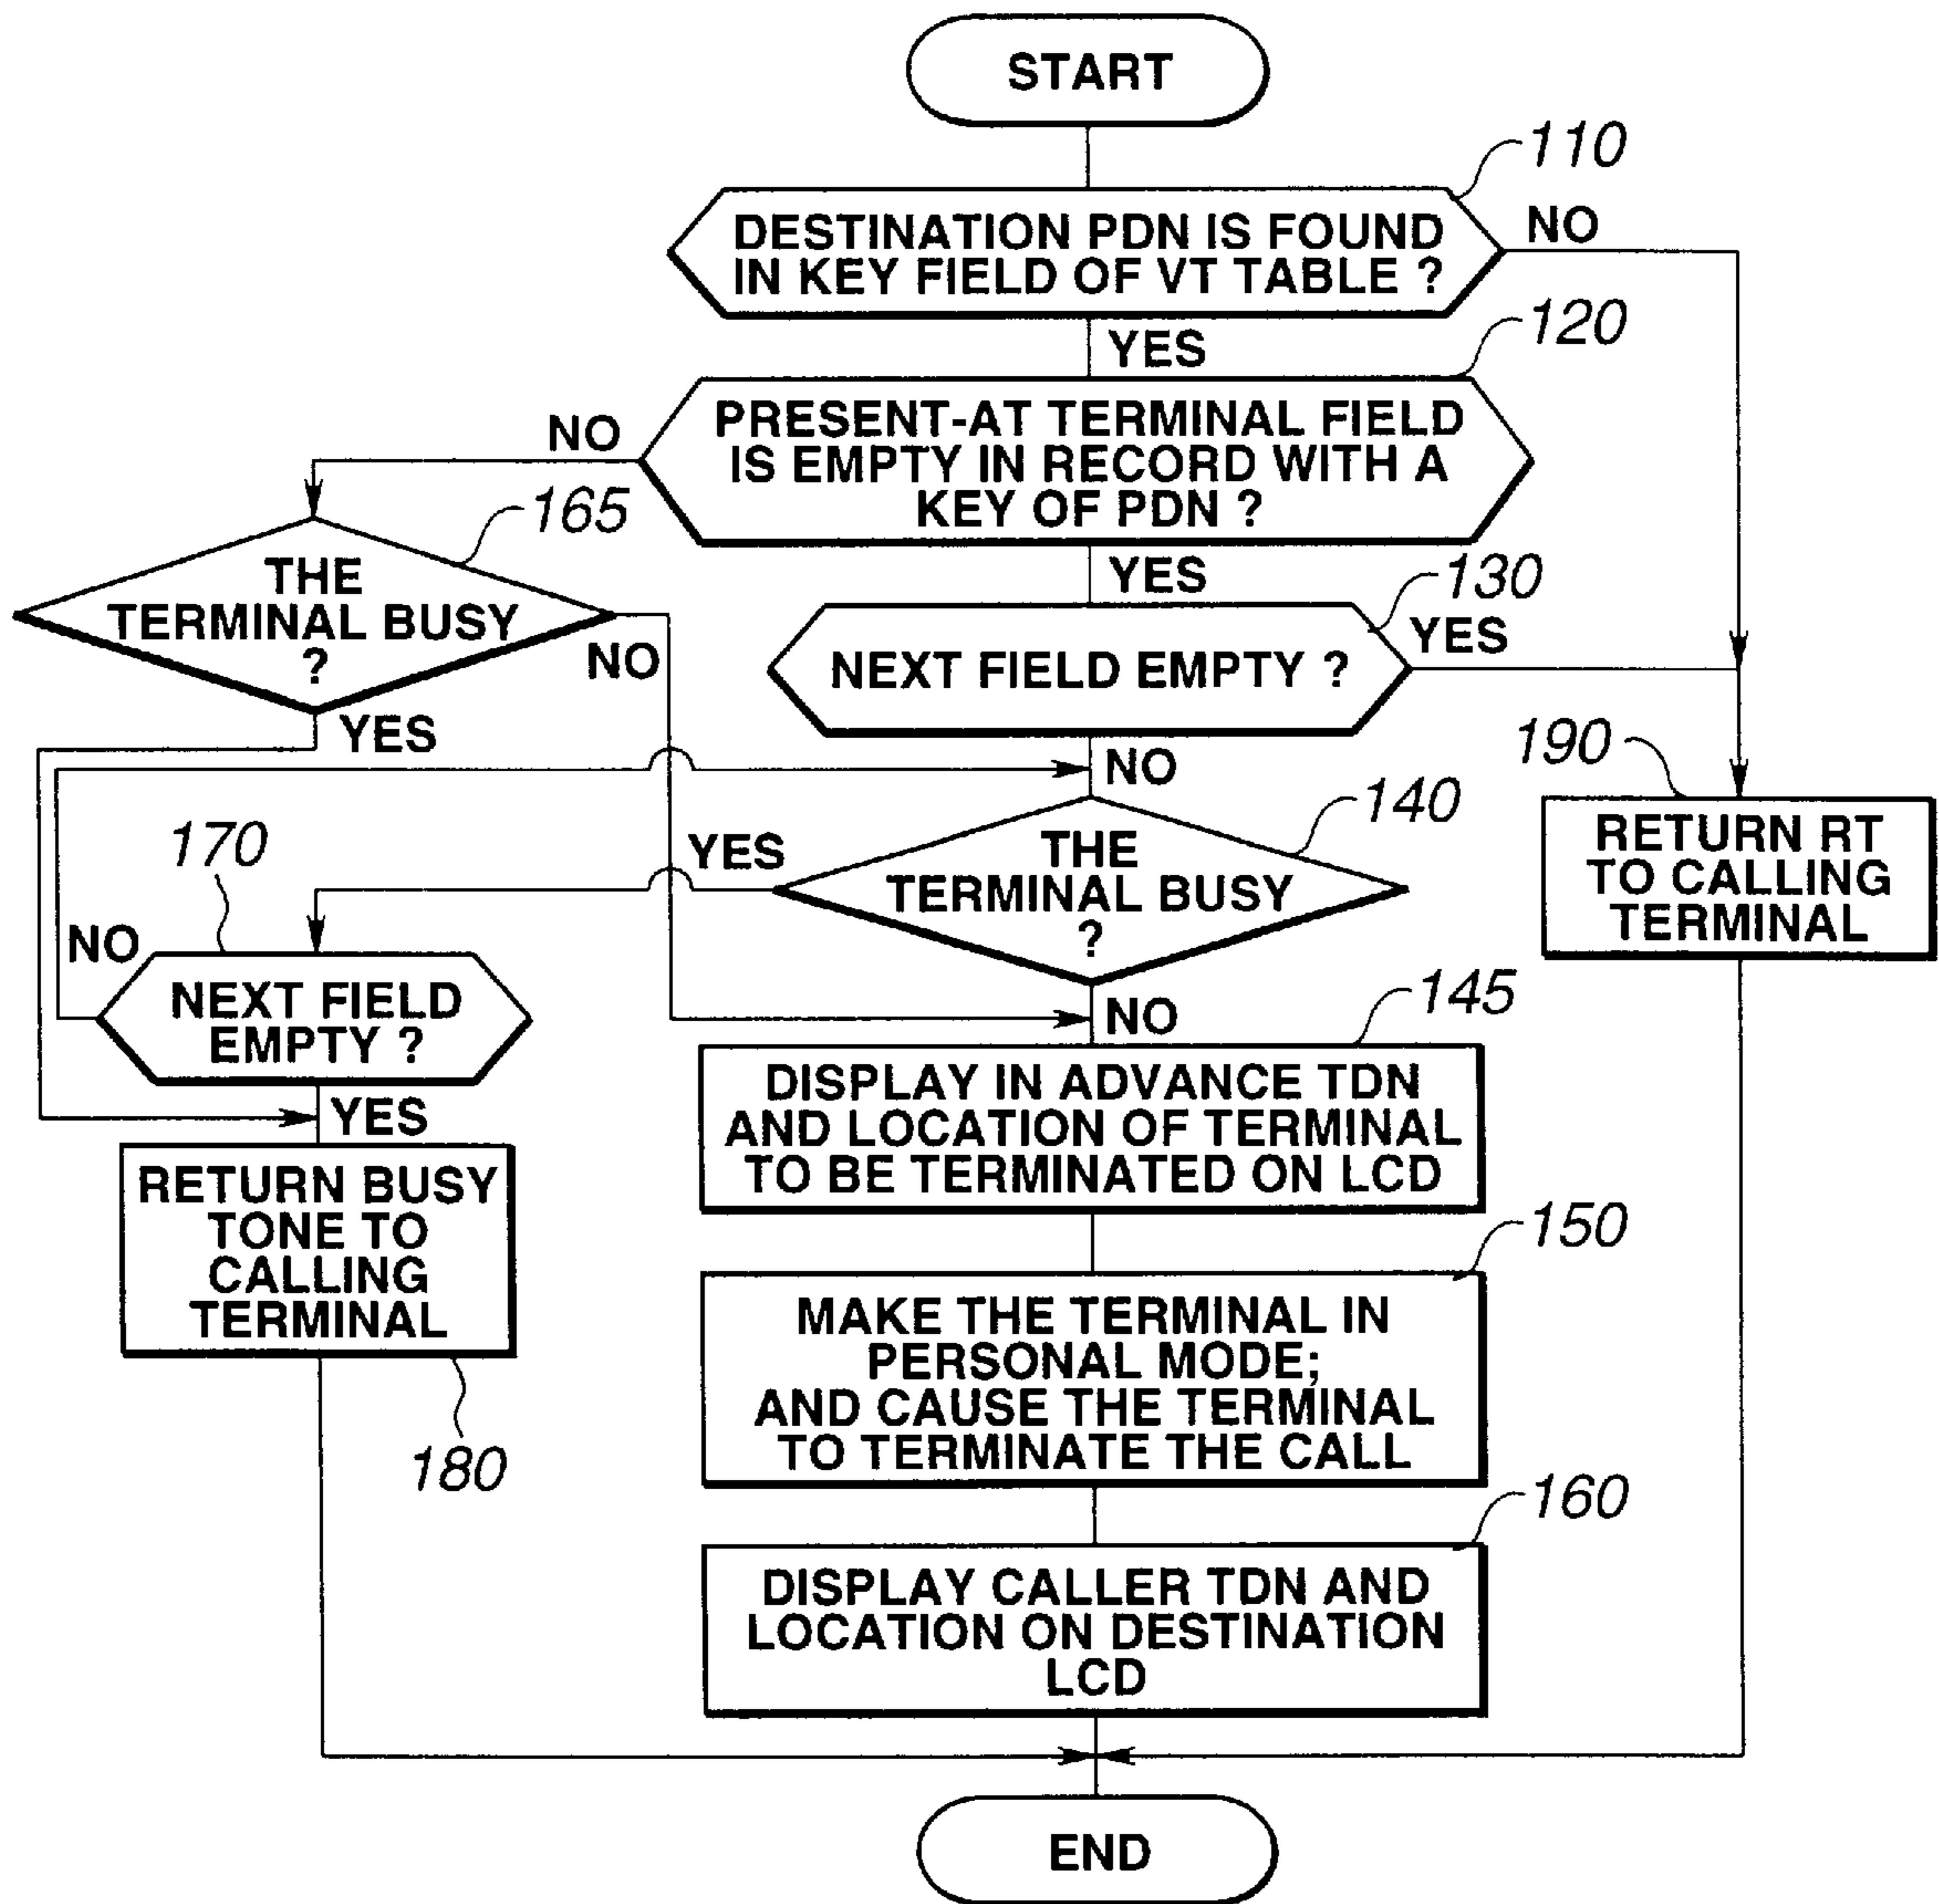 START
110
DESTINATION PDN IS FOUND
IN KEY FIELD OF VT TABLE ?
NO
YES
120
PRESENT-AT TERMINAL FIELD
IS EMPTY IN RECORD WITH A
KEY OF PDN ?
NO
YES
165
THE
TERMINAL BUSY
?
NO
YES
130
NEXT FIELD EMPTY ?
YES
NO
190
RETURN RT
TO CALLING
TERMINAL
140
THE
TERMINAL BUSY
?
YES
NO
170
NEXT FIELD
EMPTY ?
NO
YES
145
DISPLAY IN ADVANCE TDN
AND LOCATION OF TERMINAL
TO BE TERMINATED ON LCD
RETURN BUSY
TONE TO
CALLING
TERMINAL
180
150
MAKE THE TERMINAL IN
PERSONAL MODE;
AND CAUSE THE TERMINAL
TO TERMINATE THE CALL
160
DISPLAY CALLER TDN AND
LOCATION ON DESTINATION
LCD
END